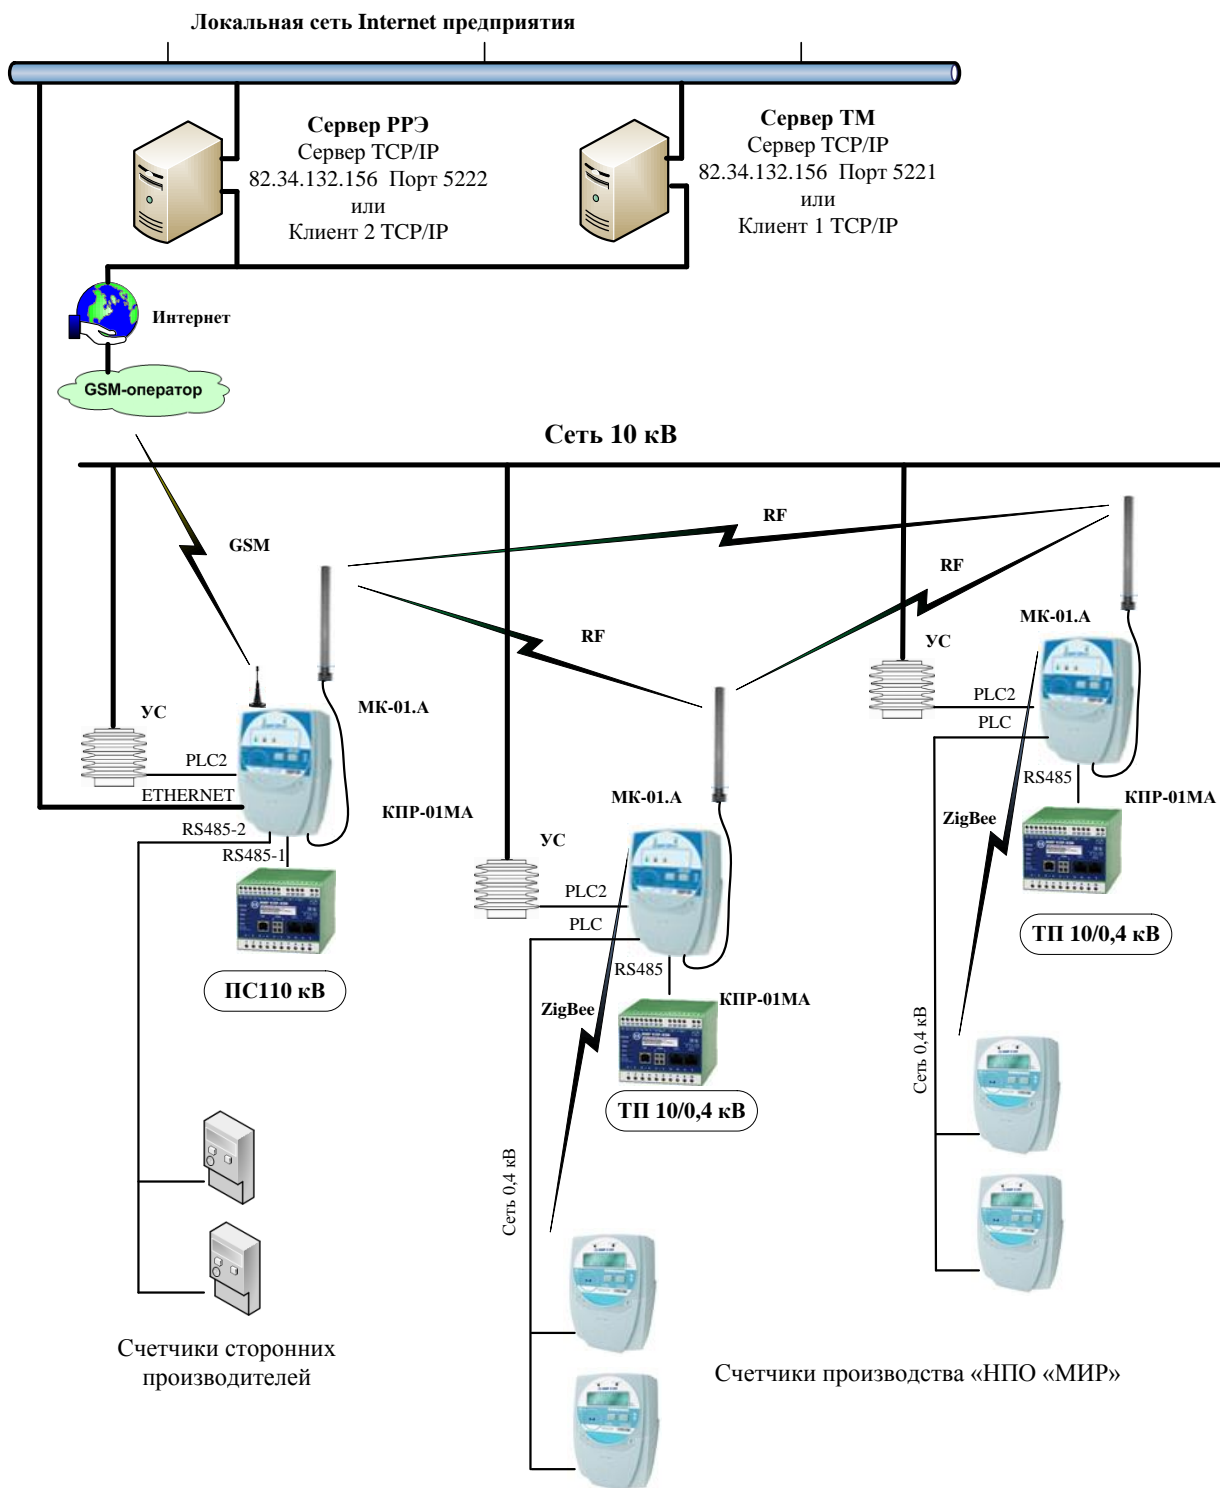 Локальная сеть Internet предприятия
Сервер РРЭ
Сервер TCP/IP
82.34.132.156 Порт 5222
или
Клиент 2 TCP/IP
Сервер ТМ
Сервер TCP/IP
82.34.132.156 Порт 5221
или
Клиент 1 TCP/IP
Интернет
GSM-оператор
Сеть 10 кВ
GSM
RF
RF
RF
УС
МК-01.А
PLC2
ETHERNET
RS485-2
RS485-1
КПР-01МА
ПС110 кВ
УС
МК-01.А
PLC2
PLC
RS485
ZigBee
КПР-01МА
ТП 10/0,4 кВ
Сеть 0,4 кВ
УС
МК-01.А
PLC2
PLC
RS485
ZigBee
КПР-01МА
ТП 10/0,4 кВ
Сеть 0,4 кВ
Счетчики сторонних
производителей
Счетчики производства «НПО «МИР»